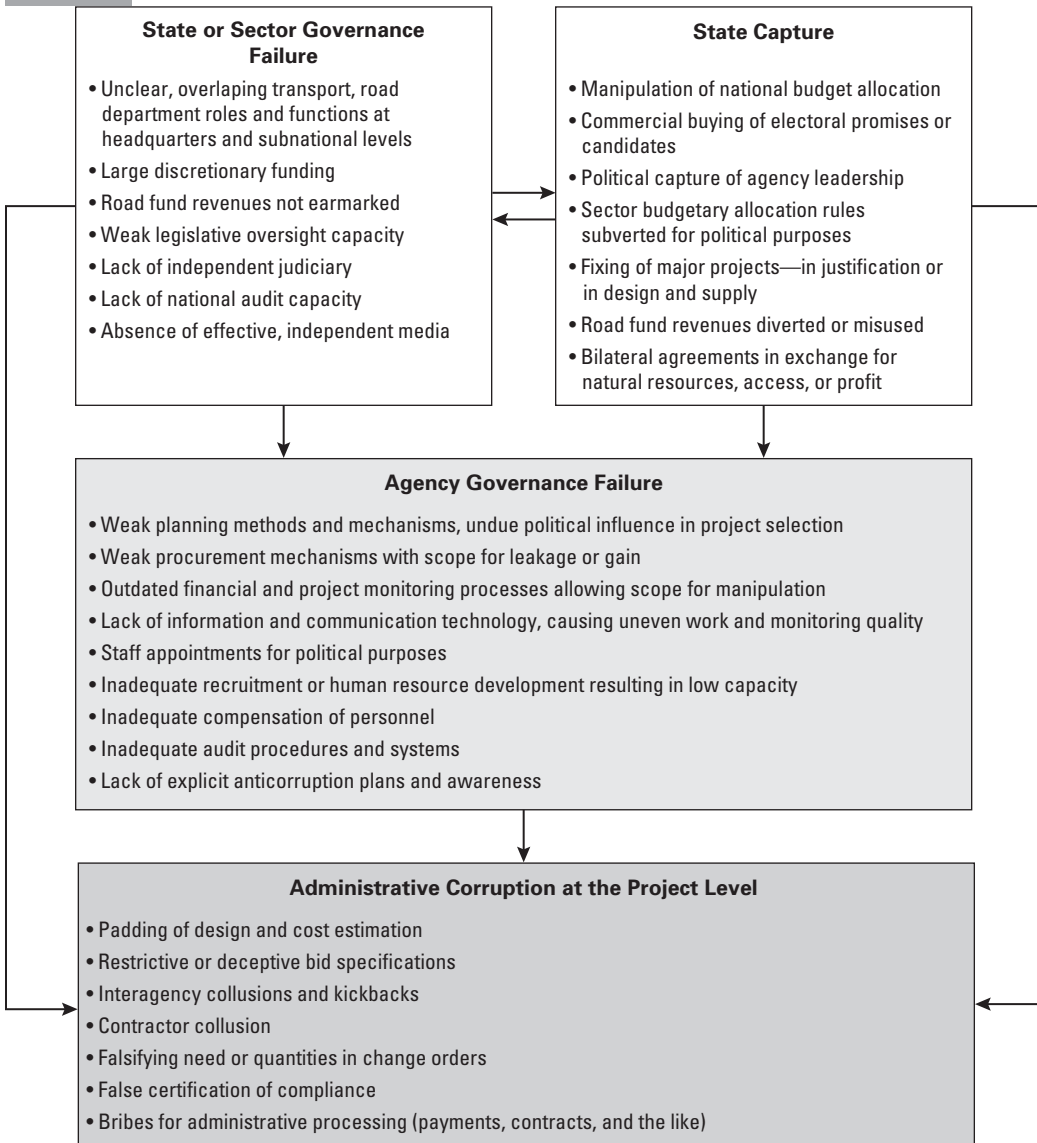 State or Sector Governance
Failure
• Unclear, overlaping transport, road
department roles and functions at
headquarters and subnational levels
• Large discretionary funding
• Road fund revenues not earmarked
• Weak legislative oversight capacity
• Lack of independent judiciary
• Lack of national audit capacity
• Absence of effective, independent media
State Capture
• Manipulation of national budget allocation
• Commercial buying of electoral promises or
candidates
• Political capture of agency leadership
• Sector budgetary allocation rules
subverted for political purposes
• Fixing of major projects—in justification or
in design and supply
• Road fund revenues diverted or misused
• Bilateral agreements in exchange for
natural resources, access, or profit
Agency Governance Failure
• Weak planning methods and mechanisms, undue political influence in project selection
• Weak procurement mechanisms with scope for leakage or gain
• Outdated financial and project monitoring processes allowing scope for manipulation
• Lack of information and communication technology, causing uneven work and monitoring quality
• Staff appointments for political purposes
• Inadequate recruitment or human resource development resulting in low capacity
• Inadequate compensation of personnel
• Inadequate audit procedures and systems
• Lack of explicit anticorruption plans and awareness
Administrative Corruption at the Project Level
• Padding of design and cost estimation
• Restrictive or deceptive bid specifications
• Interagency collusions and kickbacks
• Contractor collusion
• Falsifying need or quantities in change orders
• False certification of compliance
• Bribes for administrative processing (payments, contracts, and the like)